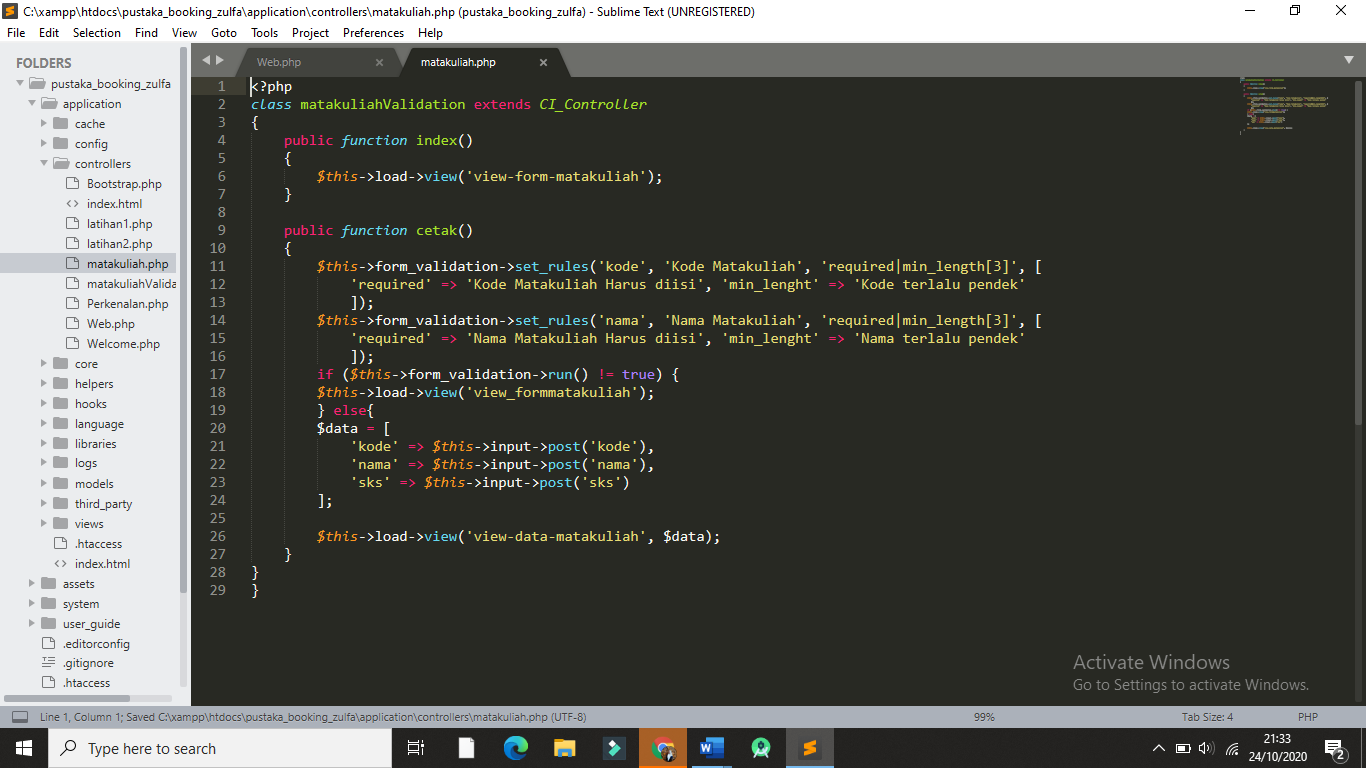 C:\xampp\htdocs\pustaka_booking_zulfa\application\controllers\matakuliah.php (pustaka_booking_zulfa) - Sublime Text (UNREGISTERED)
File Edit Selection Find View Goto Tools Project Preferences Help
FOLDERS
pustaka_booking_zulfa
application
cache
config
controllers
Bootstrap.php
index.html
latihan1.php
latihan2.php
matakuliah.php
matakuliahValida
Perkenalan.php
Web.php
Welcome.php
core
helpers
hooks
language
libraries
logs
models
third_party
views
.htaccess
index.html
assets
system
user_guide
.editorconfig
.gitignore
.htaccess
Web.php
matakuliah.php
1 <?php
2 class matakuliahValidation extends CI_Controller
3 {
4 public function index()
5 {
6 $this->load->view('view-form-matakuliah');
7 }
8
9 public function cetak()
10 {
11 $this->form_validation->set_rules('kode', 'Kode Matakuliah', 'required|min_length[3]', [
12 'required' => 'Kode Matakuliah Harus diisi', 'min_lenght' => 'Kode terlalu pendek'
13 ]);
14 $this->form_validation->set_rules('nama', 'Nama Matakuliah', 'required|min_length[3]', [
15 'required' => 'Nama Matakuliah Harus diisi', 'min_lenght' => 'Nama terlalu pendek'
16 ]);
17 if ($this->form_validation->run() != true) {
18 $this->load->view('view_formmatakuliah');
19 } else{
20 $data = [
21 'kode' => $this->input->post('kode'),
22 'nama' => $this->input->post('nama'),
23 'sks' => $this->input->post('sks')
24 ];
25
26 $this->load->view('view-data-matakuliah', $data);
27 }
28 }
29 }
Activate Windows
Go to Settings to activate Windows.
Line 1, Column 1; Saved C:\xampp\htdocs\pustaka_booking_zulfa\application\controllers\matakuliah.php (UTF-8) 99% Tab Size: 4 PHP
Type here to search
21:33
24/10/2020
2